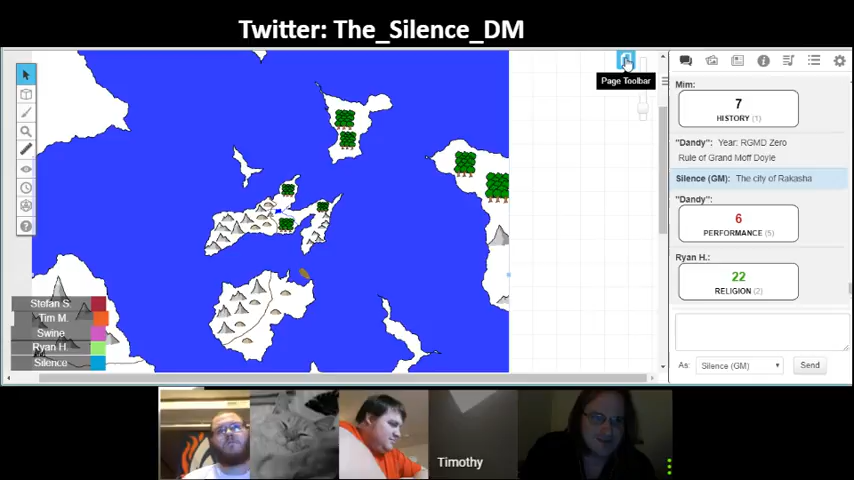 Twitter: The_Silence_DM
Page Toolbar
Mim:
7
HISTORY (1)
"Dandy": Year: RGMD Zero
Rule of Grand Moff Doyle
Silence (GM): The city of Rakasha
"Dandy":
6
PERFORMANCE (5)
Ryan H.:
22
RELIGION (2)
As:
Silence (GM)
Send
Stefan S.
Tim M.
Swine
Ryan H.
Silence
Timothy